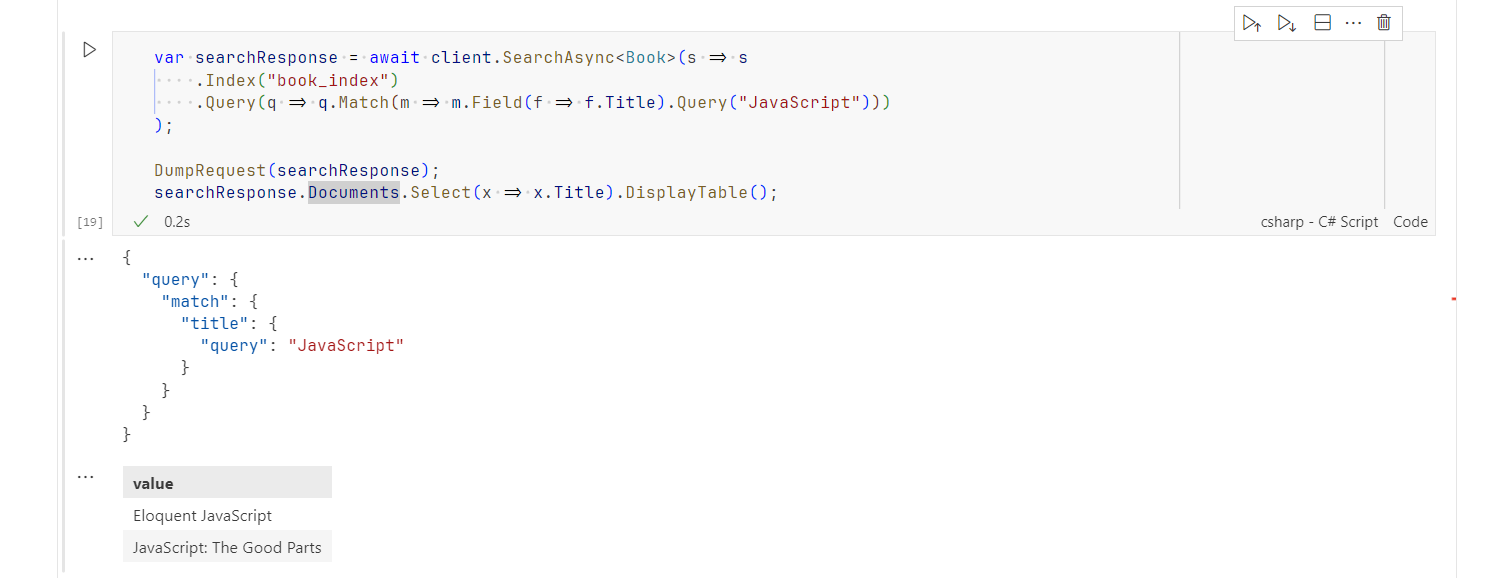 var searchResponse = await client.SearchAsync<Book>(s => s
    .Index("book_index")
    .Query(q => q.Match(m => m.Field(f => f.Title).Query("JavaScript")))
);
DumpRequest(searchResponse);
searchResponse.Documents.Select(x => x.Title).DisplayTable();
[19] 0.2s csharp - C# Script Code
{
  "query": {
    "match": {
      "title": {
        "query": "JavaScript"
      }
    }
  }
}
value
Eloquent JavaScript
JavaScript: The Good Parts